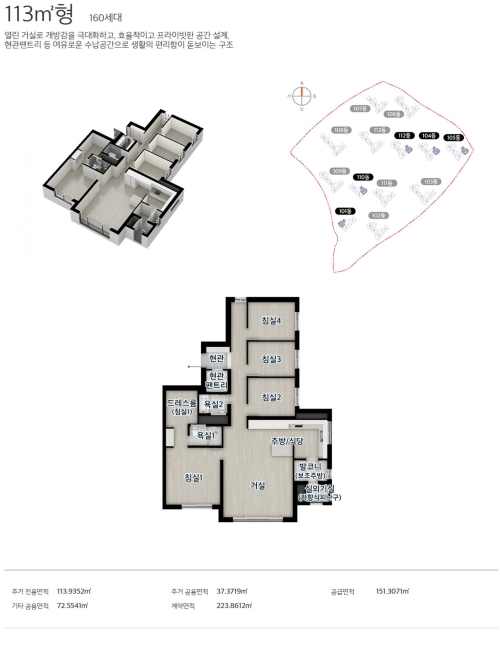 113㎡형 160세대
열린 거실로 개방감을 극대화하고, 효율적이고 프라이빗한 공간 설계,
현관팬트리 등 여유로운 수납공간으로 생활의 편리함이 돋보이는 구조
서 동
남
107동
106동
108동
113동
112동
104동
105동
109동
110동
111동
103동
101동
102동
침실4
현관
침실3
현관
팬트리
침실2
드레스룸
(침실1)
욕실2
욕실1
주방/식당
발코니
(보조주방)
침실1
거실
실외기실
(하향식피난구)
주거 전용면적 113.9352㎡
주거 공용면적 37.3719㎡
공급면적 151.3071㎡
기타 공용면적 72.5541㎡
계약면적 223.8612㎡